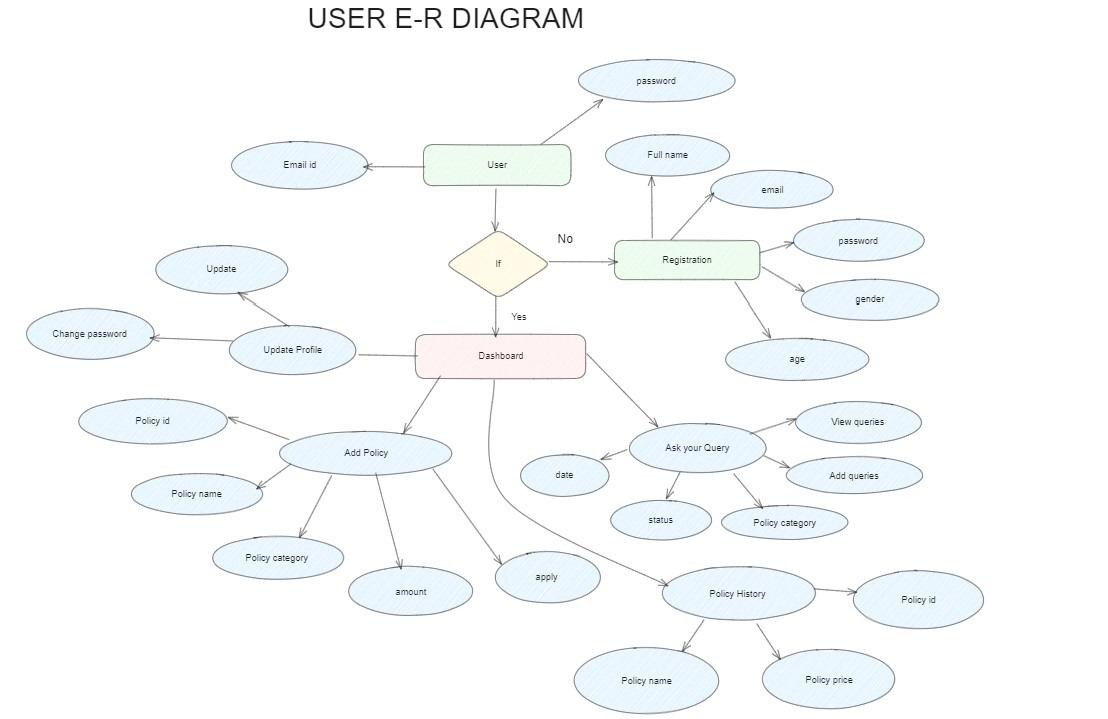 USER E-R DIAGRAM
password
Email id
User
Full name
email
No
password
If
Registration
Update
gender
Yes
Change password
Update Profile
Dashboard
age
Policy id
View queries
Add Policy
Ask your Query
date
Add queries
Policy name
status
Policy category
Policy category
apply
amount
Policy History
Policy id
Policy name
Policy price